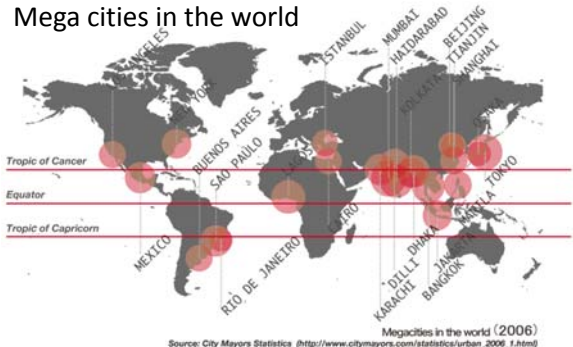 Mega cities in the world
LOS ANGELES
NEW YORK
BUENOS AIRES
SAO PAÙLO
LAGOS
ISTANBUL
MUMBAI
HAIDARABAD
KOLKATA
BEIJING
TIANJIN
SHANGHAI
OSAKA
Tropic of Cancer
Equator
Tropic of Capricorn
MEXICO
RIO DE JANEIRO
CAIRO
KARACHI
DILLI
DHAKA
BANGKOK
JAKARTA
MANILA
TOKYO
Megacities in the world (2006)
Source: City Mayors Statistics (http://www.citymayors.com/statistics/urban_2006_1.html)